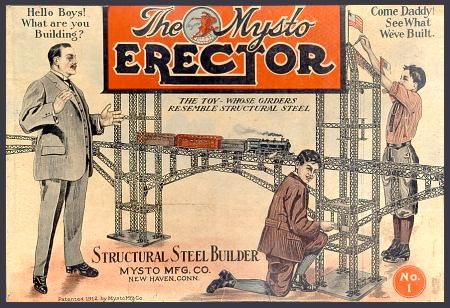 Hello Boys!
What are you
Building?
The Mysto
ERECTOR
Come Daddy!
See What
We've Built.
THE TOY - WHOSE GIRDERS
RESEMBLE STRUCTURAL STEEL
STRUCTURAL STEEL BUILDER
MYSTO MFG. CO.
NEW HAVEN, CONN.
Patented 1912 by Mysto Mfg Co
No.
1